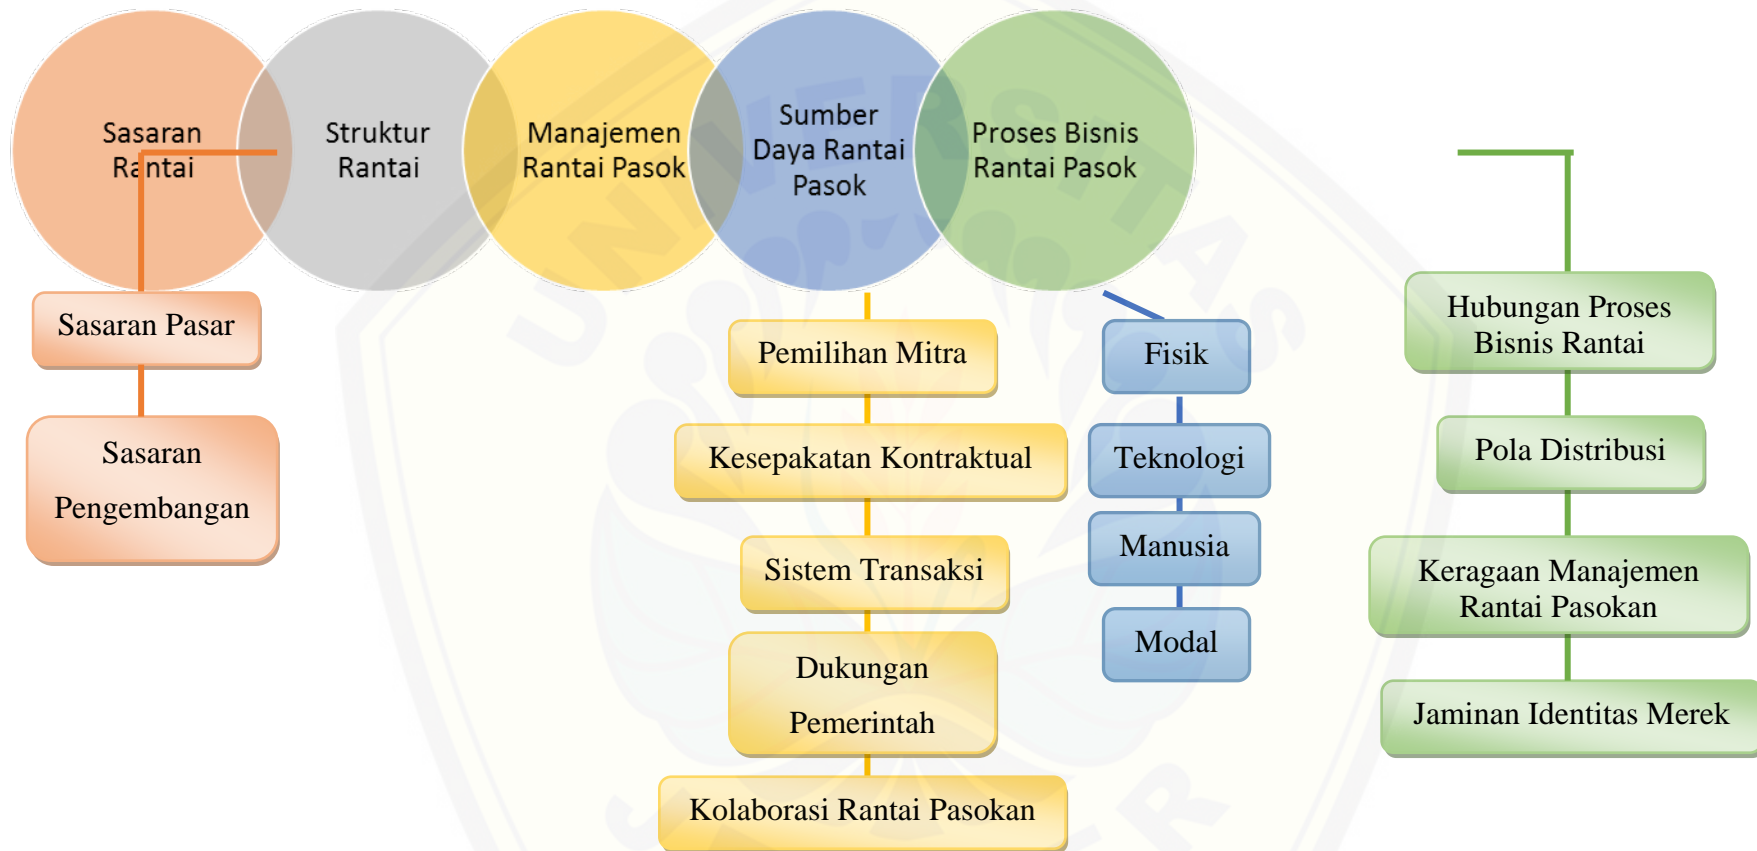 Sasaran
Rantai
Struktur
Rantai
Manajemen
Rantai Pasok
Sumber
Daya Rantai
Pasok
Proses Bisnis
Rantai Pasok
Sasaran Pasar
Sasaran
Pengembangan
Pemilihan Mitra
Kesepakatan Kontraktual
Sistem Transaksi
Dukungan
Pemerintah
Kolaborasi Rantai Pasokan
Fisik
Teknologi
Manusia
Modal
Hubungan Proses
Bisnis Rantai
Pola Distribusi
Keragaan Manajemen
Rantai Pasokan
Jaminan Identitas Merek
UNIVERSITAS